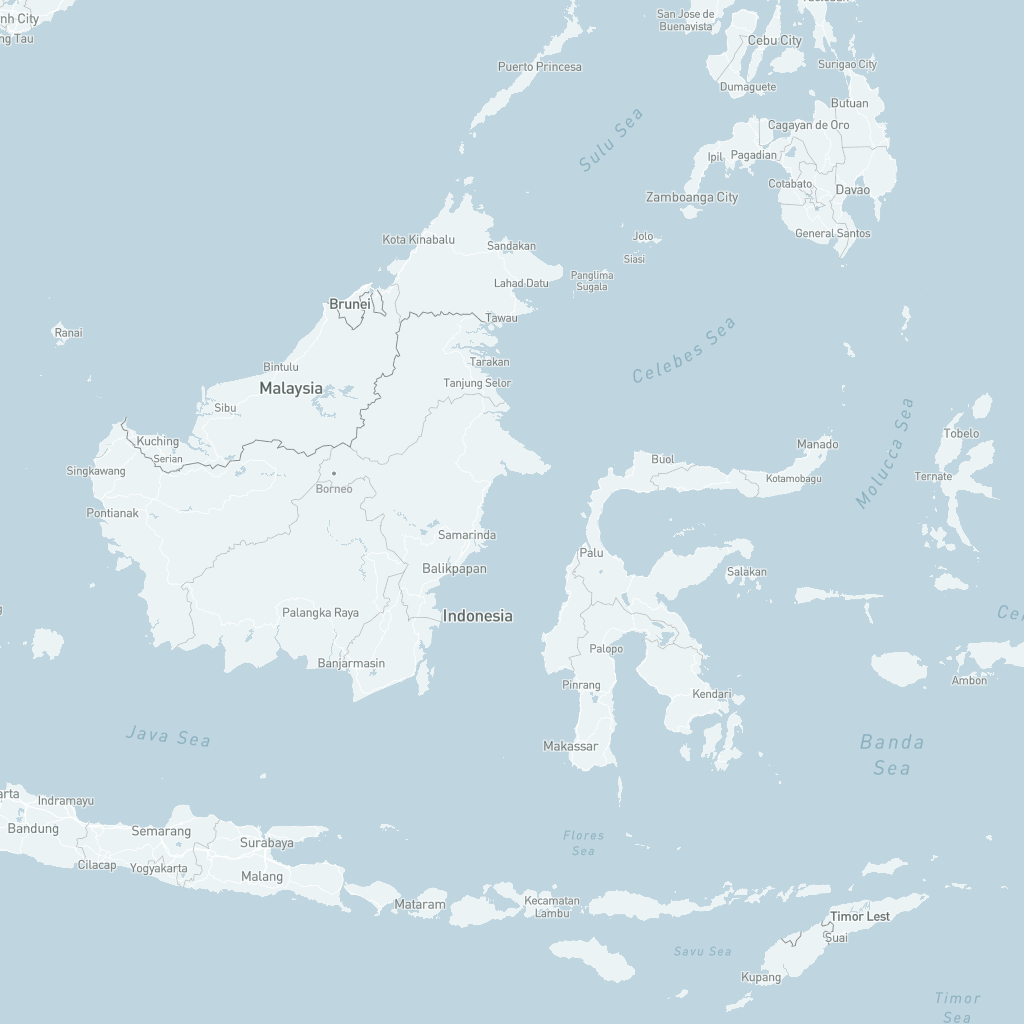 nh City
ng Tau
San Jose de
Buenavista
Cebu City
Puerto Princesa
Surigao City
Dumaguete
Butuan
Sulu Sea
Cagayan de Oro
Ipil
Pagadian
Cotabato
Davao
Zamboanga City
General Santos
Jolo
Kota Kinabalu
Sandakan
Siasi
Lahad Datu
Panglima
Sugala
Brunei
Tawau
Ranai
Celebes Sea
Bintulu
Tarakan
Malaysia
Tanjung Selor
Sibu
Molucca Sea
Tobelo
Kuching
Manado
Serian
Buol
Singkawang
Kotamobagu
Ternate
Borneo
Pontianak
Samarinda
Palu
Balikpapan
Salakan
Palangka Raya
Indonesia
Cer
Palopo
Banjarmasin
Pinrang
Kendari
Ambon
Java Sea
Makassar
Banda
Sea
arta
Indramayu
Bandung
Semarang
Surabaya
Flores
Sea
Cilacap
Yogyakarta
Malang
Mataram
Kecamatan
Lambu
Timor Lest
Suai
Savu Sea
Kupang
Timor
Sea